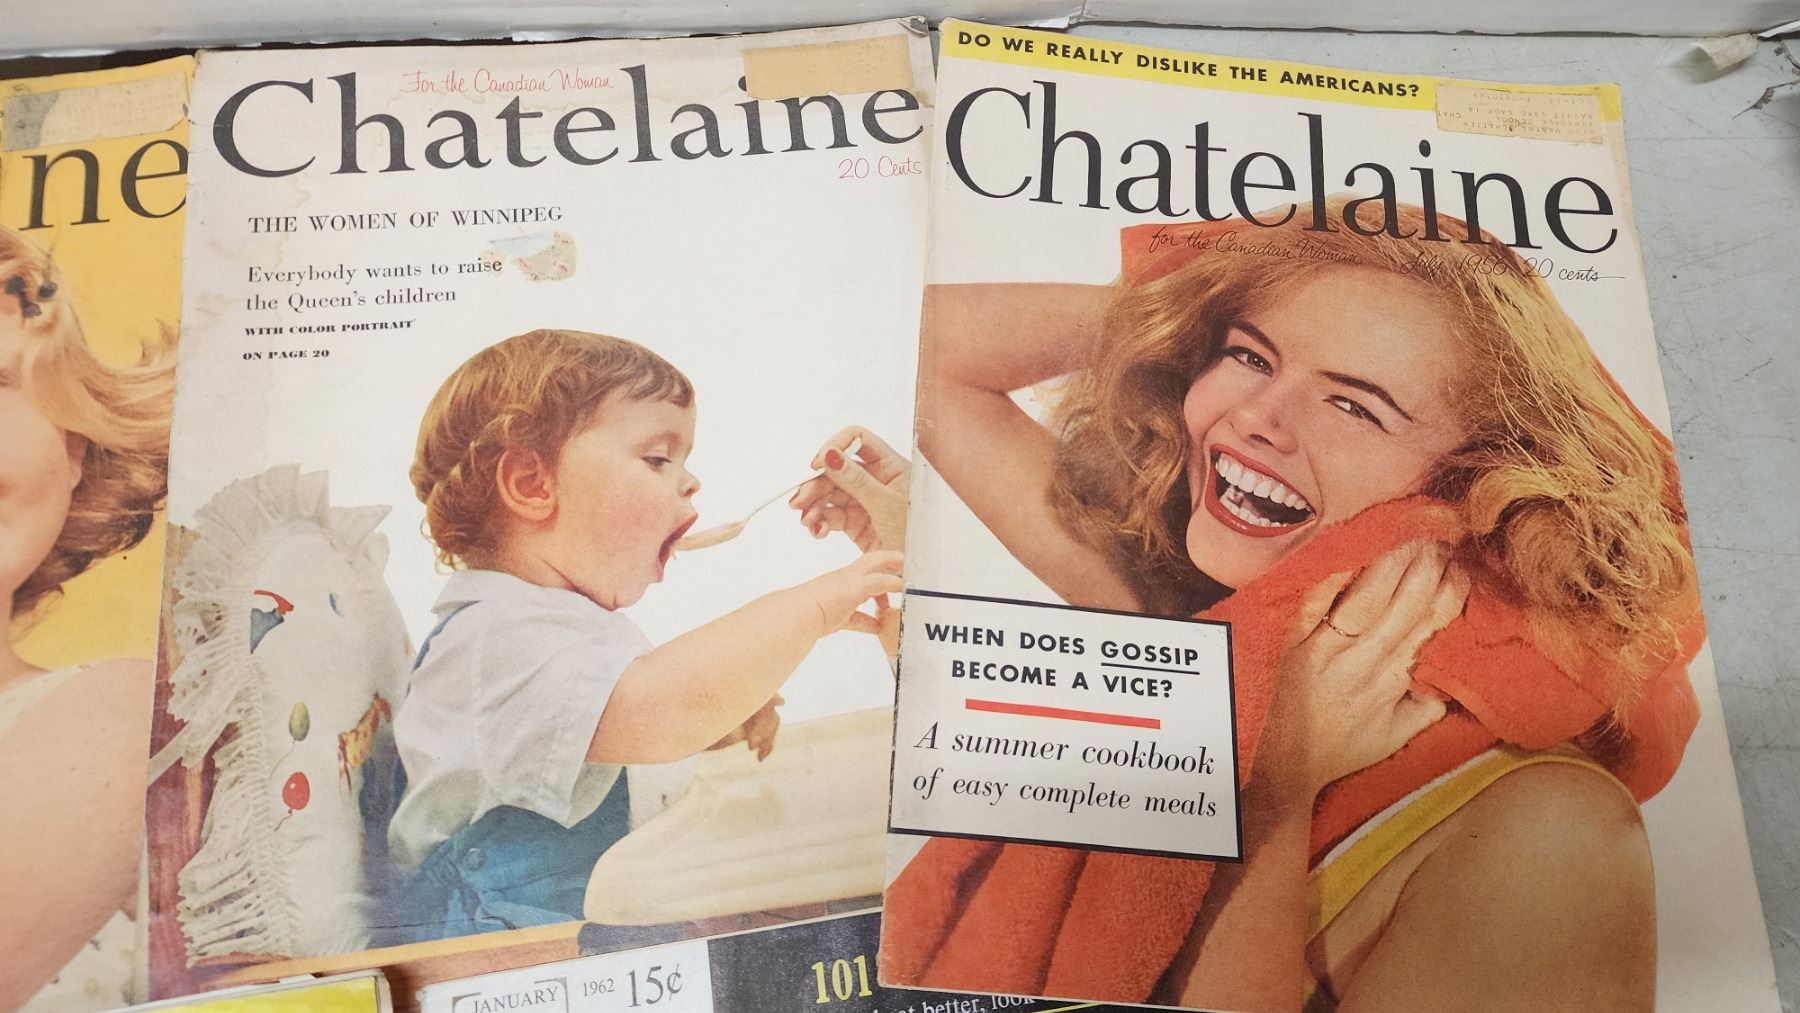 ne
For the Canadian Woman
Chatelaine
20 Cents
THE WOMEN OF WINNIPEG
Everybody wants to raise
the Queen's children
WITH COLOR PORTRAIT
ON PAGE 20
DO WE REALLY DISLIKE THE AMERICANS?
Chatelaine
for the Canadian Woman July 1956 20 cents
WHEN DOES GOSSIP
BECOME A VICE?
A summer cookbook
of easy complete meals
JANUARY 1962 15¢
101
better, look